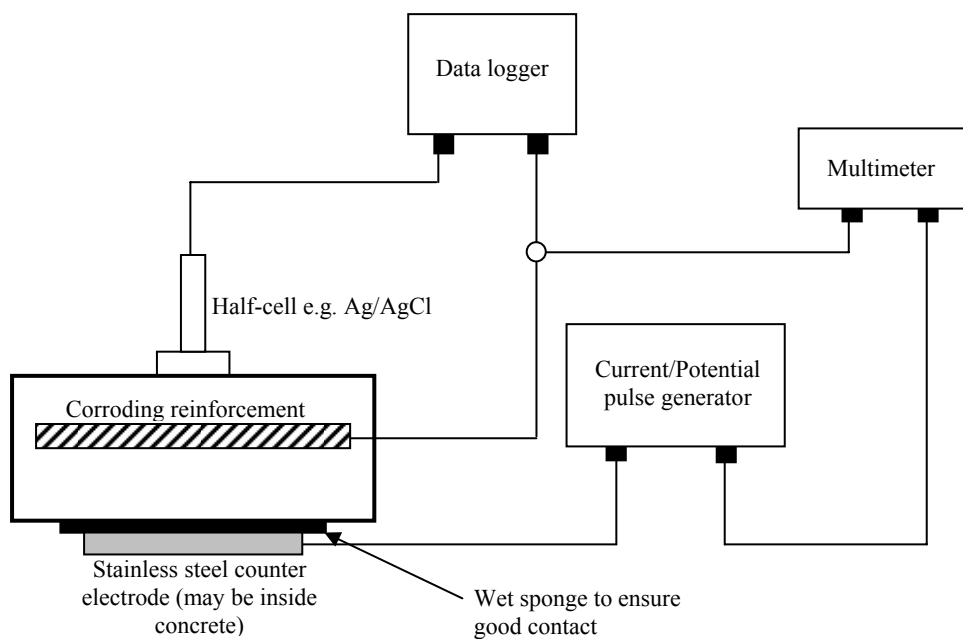 Data logger
Multimeter
Half-cell e.g. Ag/AgCl
Current/Potential
pulse generator
Corroding reinforcement
Stainless steel counter
electrode (may be inside
concrete)
Wet sponge to ensure
good contact